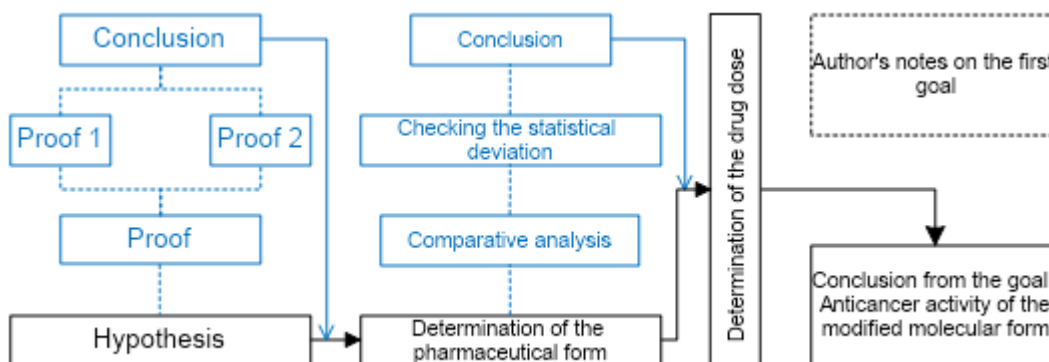 Conclusion
Proof 1
Proof 2
Proof
Hypothesis
Conclusion
Checking the statistical
deviation
Comparative analysis
Determination of the
pharmaceutical form
Determination of the drug dose
Author's notes on the first
goal
Conclusion from the goal
Anticancer activity of the
modified molecular form